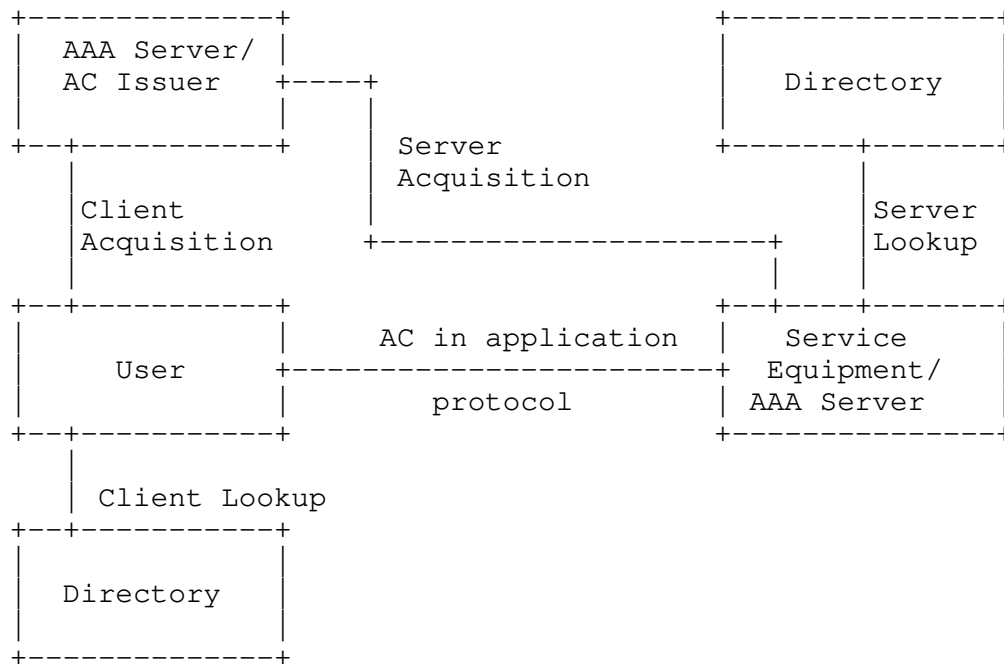 AAA Server/
AC Issuer
Directory
Server
Acquisition
Client
Acquisition
Server
Lookup
User
AC in application
protocol
Service
Equipment/
AAA Server
Client Lookup
Directory